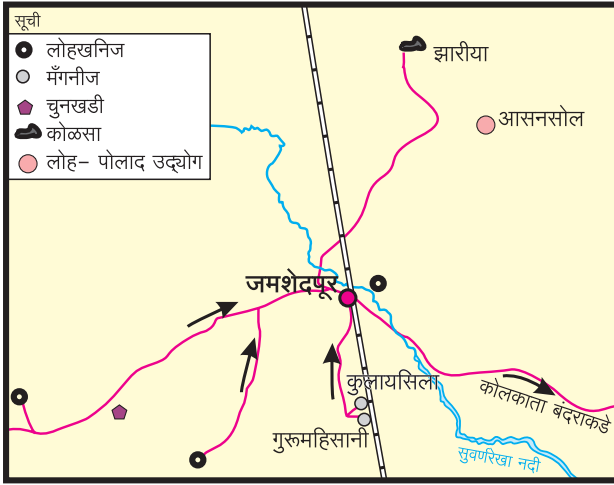 सूची
लोहखनिज
मँगनीज
चुनखडी
कोळसा
लोह– पोलाद उद्योग
झारीया
आसनसोल
जमशेदपूर
कुलायसिला
गुरूमहिसानी
कोलकाता बंदराकडे
सुवर्णरेखा नदी